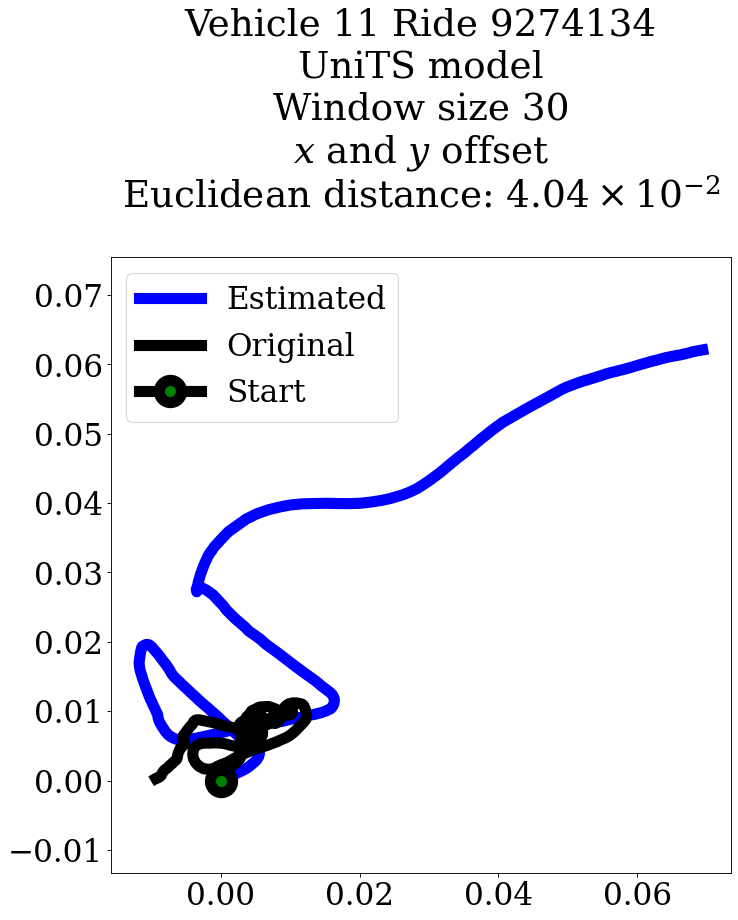 Vehicle 11 Ride 9274134
UniTS model
Window size 30
x and y offset
Euclidean distance: 4.04 × 10⁻²
Estimated
Original
Start
0.07
0.06
0.05
0.04
0.03
0.02
0.01
0.00
−0.01
0.00 0.02 0.04 0.06